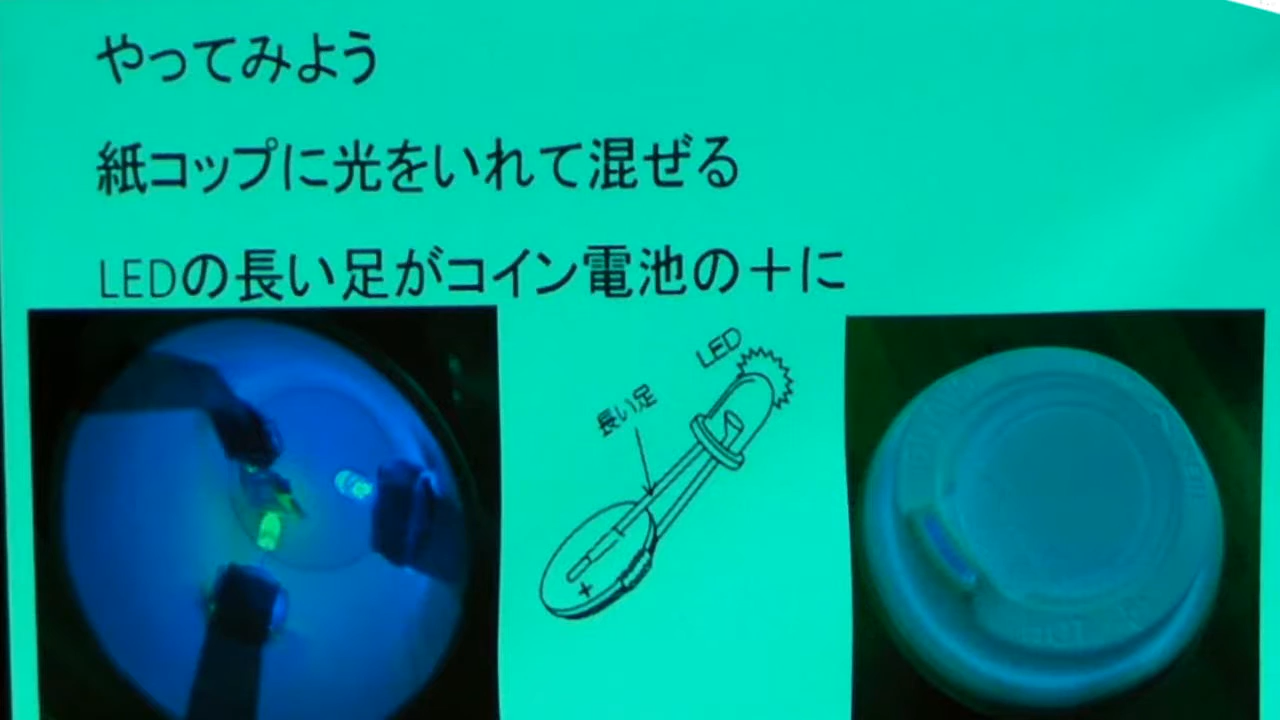 やってみよう
紙コップに光をいれて混ぜる
LEDの長い足がコイン電池の＋に
LED
長い足
+